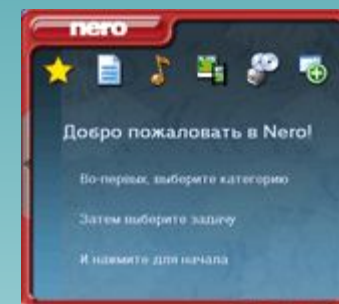 nero
Добро пожаловать в Nero!
Во-первых, выберите категорию
Затем выберите задачу
И нажмите для начала